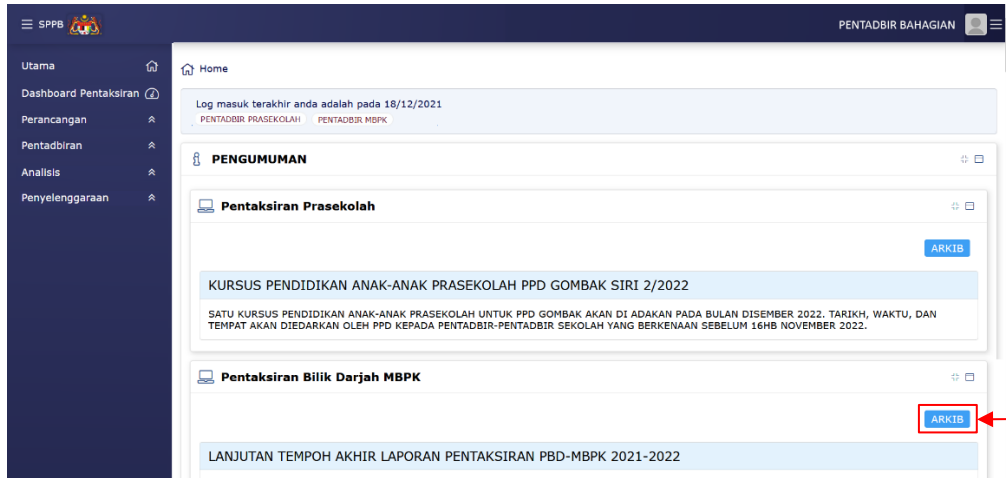 SPPB
PENTADBIR BAHAGIAN
Utama
Dashboard Pentaksiran
Perancangan
Pentadbiran
Analisis
Penyelenggaraan
Home
Log masuk terakhir anda adalah pada 18/12/2021
PENTADBIR PRASEKOLAH PENTADBIR MBPK
PENGUMUMAN
Pentaksiran Prasekolah
ARKIB
KURSUS PENDIDIKAN ANAK-ANAK PRASEKOLAH PPD GOMBAK SIRI 2/2022
SATU KURSUS PENDIDIKAN ANAK-ANAK PRASEKOLAH UNTUK PPD GOMBAK AKAN DI ADAKAN PADA BULAN DISEMBER 2022. TARIKH, WAKTU, DAN
TEMPAT AKAN DIEDARKAN OLEH PPD KEPADA PENTADBIR-PENTADBIR SEKOLAH YANG BERKENAAN SEBELUM 16HB NOVEMBER 2022.
Pentaksiran Bilik Darjah MBPK
ARKIB
LANJUTAN TEMPOH AKHIR LAPORAN PENTAKSIRAN PBD-MBPK 2021-2022